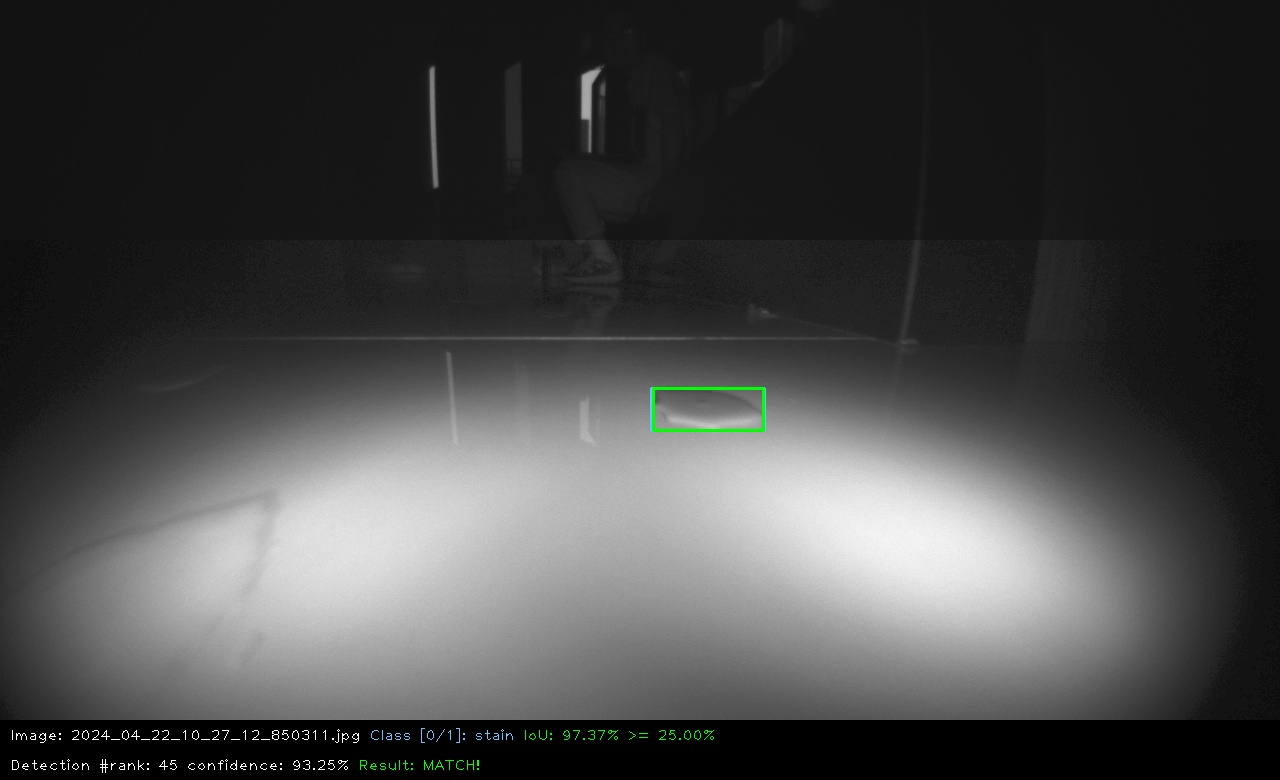 Image: 2024_04_22_10_27_12_850311.jpg Class [0/1]: stain IoU: 97.37% >= 25.00%
Detection #rank: 45 confidence: 93.25% Result: MATCH!